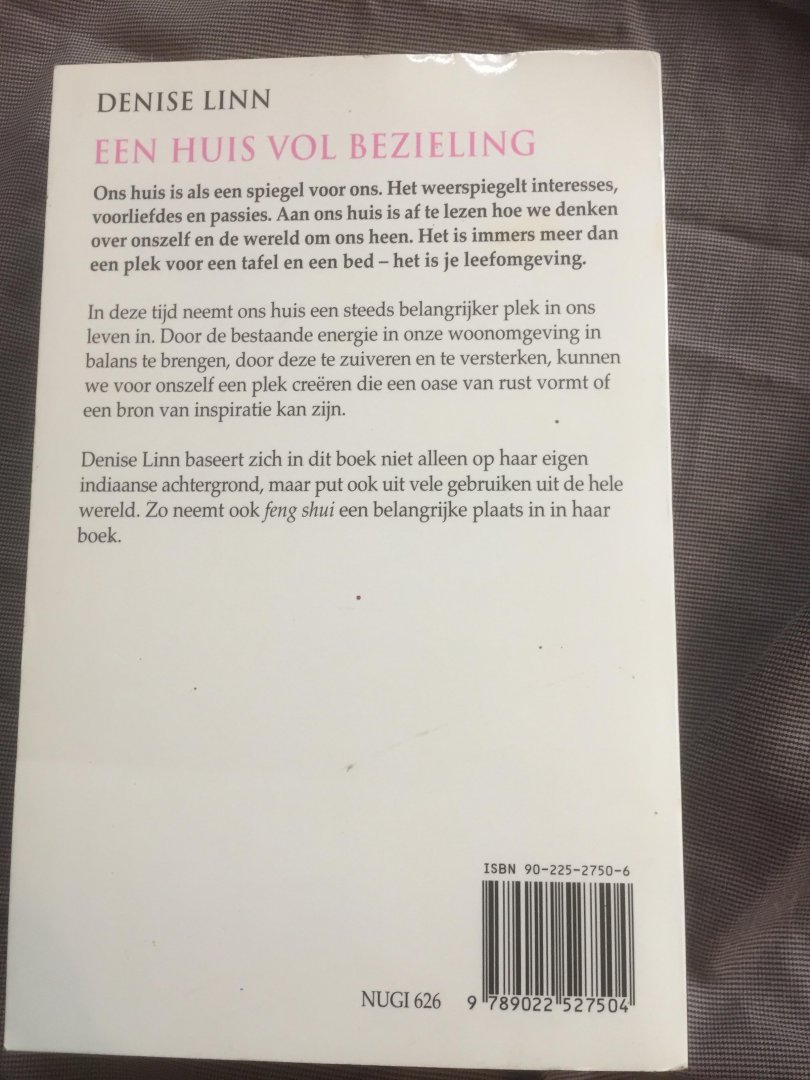 DENISE LINN
EEN HUIS VOL BEZIELING
Ons huis is als een spiegel voor ons. Het weerspiegelt interesses,
voorliefdes en passies. Aan ons huis is af te lezen hoe we denken
over onszelf en de wereld om ons heen. Het is immers meer dan
een plek voor een tafel en een bed – het is je leefomgeving.
In deze tijd neemt ons huis een steeds belangrijker plek in ons
leven in. Door de bestaande energie in onze woonomgeving in
balans te brengen, door deze te zuiveren en te versterken, kunnen
we voor onszelf een plek creëren die een oase van rust vormt of
een bron van inspiratie kan zijn.
Denise Linn baseert zich in dit boek niet alleen op haar eigen
indiaanse achtergrond, maar put ook uit vele gebruiken uit de hele
wereld. Zo neemt ook feng shui een belangrijke plaats in in haar
boek.
ISBN 90-225-2750-6
NUGI 626
9 789022 527504